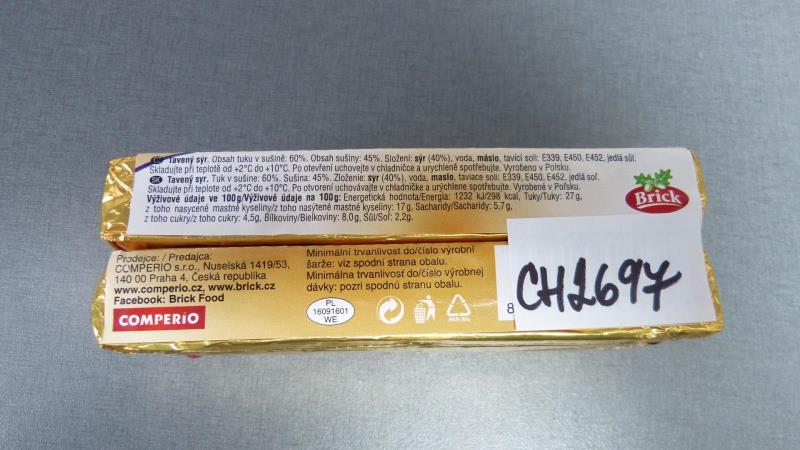 CZ Tavený sýr. Obsah tuku v sušině: 60%. Obsah sušiny: 45%. Složení: sýr (40%), voda, máslo, tavící soli: E339, E450, E452, jedlá sůl.
Skladujte při teplotě od +2°C do +10°C. Po otevření uchovejte v chladničce a urychleně spotřebujte. Vyrobeno v Polsku.
SK Tavený syr. Tuk v sušine: 60%. Sušina: 45%. Zloženie: syr (40%), voda, maslo, taviace soli: E339, E450, E452, jedlá soľ.
Skladujte pri teplote od +2°C do +10°C. Po otvorení uchovávajte v chladničke a urýchlene spotrebujte. Vyrobené v Poľsku.
Výživové údaje ve 100g/Výživové údaje na 100g: Energetická hodnota/Energia: 1232 kJ/298 kcal, Tuky/Tuky: 27g,
z toho nasycené mastné kyseliny/z toho nasýtené mastné kyseliny: 17g, Sacharidy/Sacharidy: 5,7g,
z toho cukry/z toho cukry: 4,5g, Bílkoviny/Bielkoviny: 8,0g, Sůl/Soľ: 2,2g.
Brick
Prodejce: / Predajca:
COMPERIO s.r.o., Nuselská 1419/53,
140 00 Praha 4, Česká republika
www.comperio.cz, www.brick.cz
Facebook: Brick Food
COMPERIO
Minimální trvanlivost do/číslo výrobní
šarže: viz spodní strana obalu.
Minimálna trvanlivosť do/číslo výrobnej
dávky: pozri spodnú stranu obalu.
PL
16091601
WE
8
CH2697